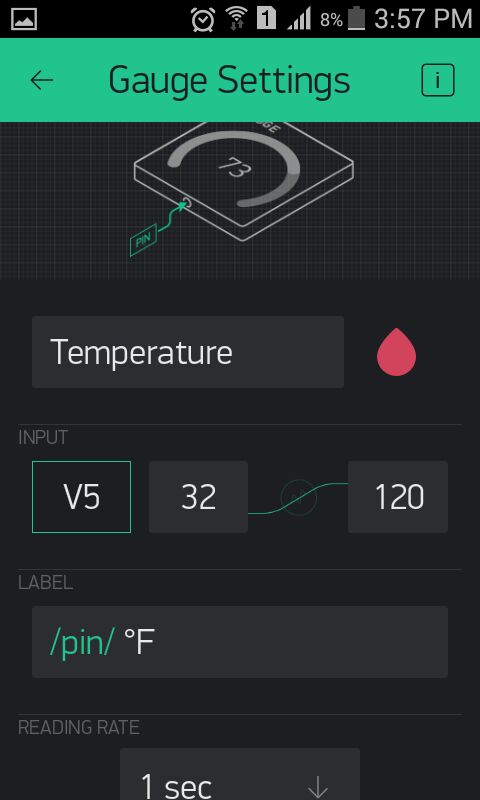 1 8% 3:57 PM
Gauge Settings
i
73
PIN
Temperature
INPUT
V5 32 120
LABEL
/pin/ °F
READING RATE
1 sec